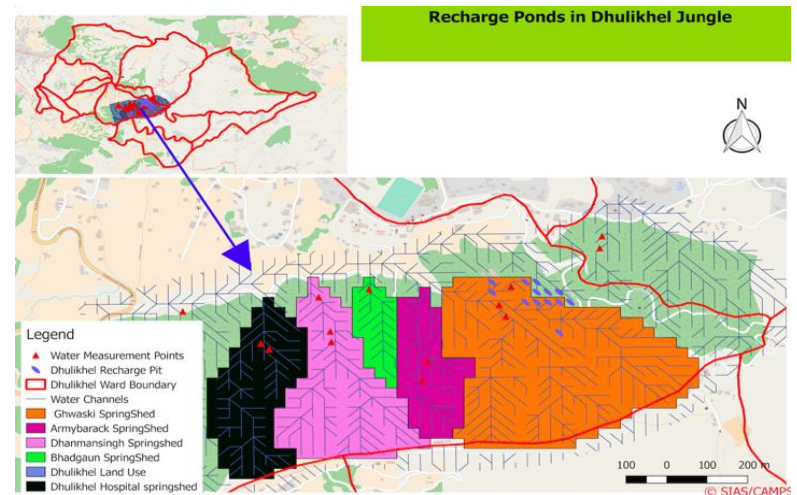 Recharge Ponds in Dhulikhel Jungle
N
Legend
Water Measurement Points
Dhulikhel Recharge Pit
Dhulikhel Ward Boundary
Water Channels
Ghwaski SpringShed
Armybarack SpringShed
Dhanmansingh Springshed
Bhadgaun SpringShed
Dhulikhel Land Use
Dhulikhel Hospital springshed
100 0 100 200 m
© SIAS/CAMPS